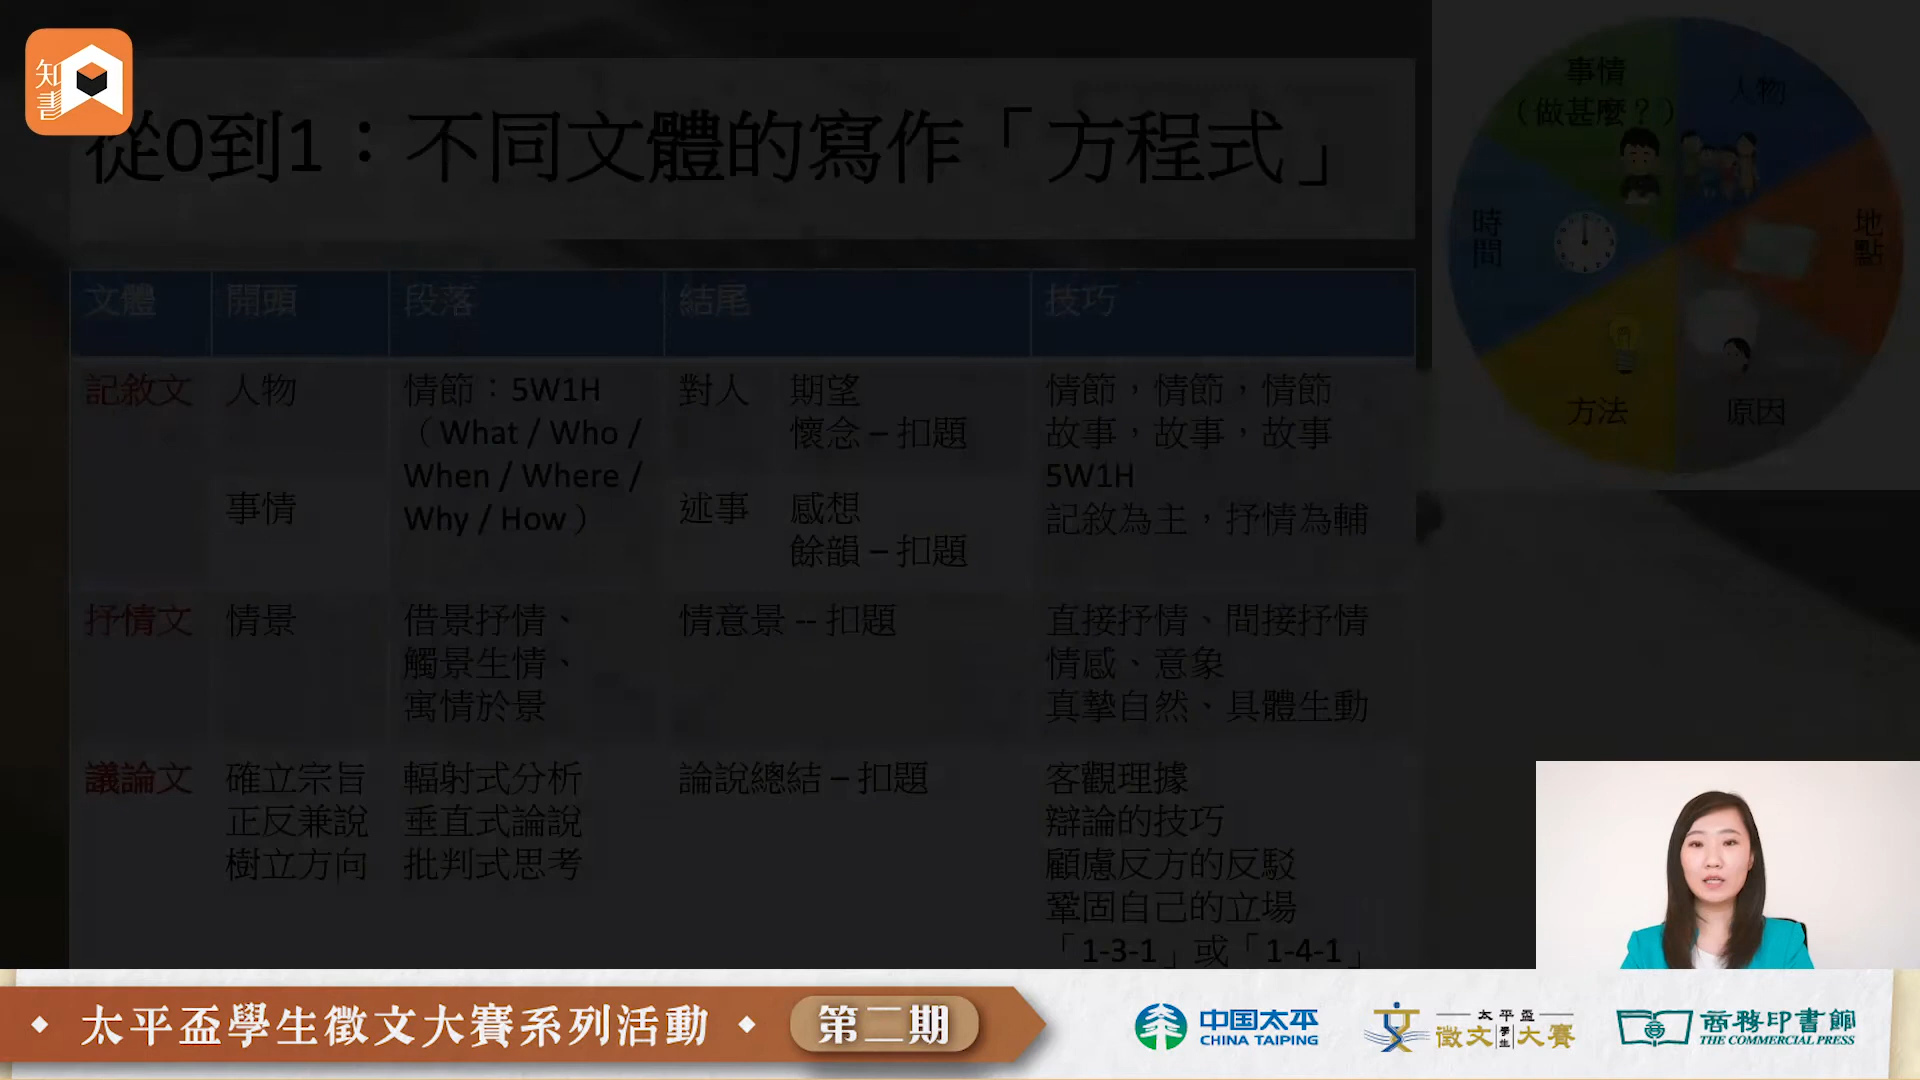 知書
從0到1：不同文體的寫作「方程式」
事情
（做甚麼？）
人物
時間
地點
方法
原因
文體 開頭 段落 結尾 技巧
記敘文 人物 情節：5W1H 對人 期望 情節，情節，情節
（What / Who / 懷念 – 扣題 故事，故事，故事
When / Where / 5W1H
事情 Why / How） 述事 感想 記敘為主，抒情為輔
餘韻 – 扣題
抒情文 情景 借景抒情、 情意景 -- 扣題 直接抒情、間接抒情
觸景生情、 情感、意象
寓情於景 真摯自然、具體生動
議論文 確立宗旨 輻射式分析 論說總結 – 扣題 客觀理據
正反兼說 垂直式論說 辯論的技巧
樹立方向 批判式思考 顧慮反方的反駁
鞏固自己的立場
「1-3-1」或「1-4-1」
太平盃學生徵文大賽系列活動 第二期
中国太平
CHINA TAIPING
太平盃
徵文學生大賽
商務印書館
THE COMMERCIAL PRESS